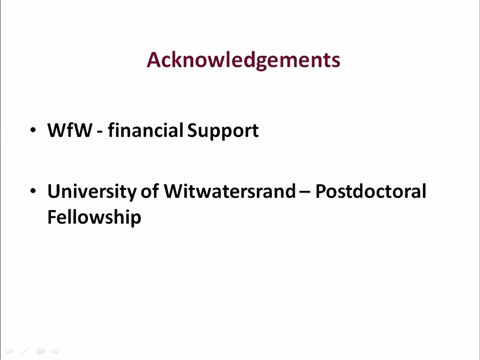 Acknowledgements
• WfW - financial Support
• University of Witwatersrand – Postdoctoral
Fellowship